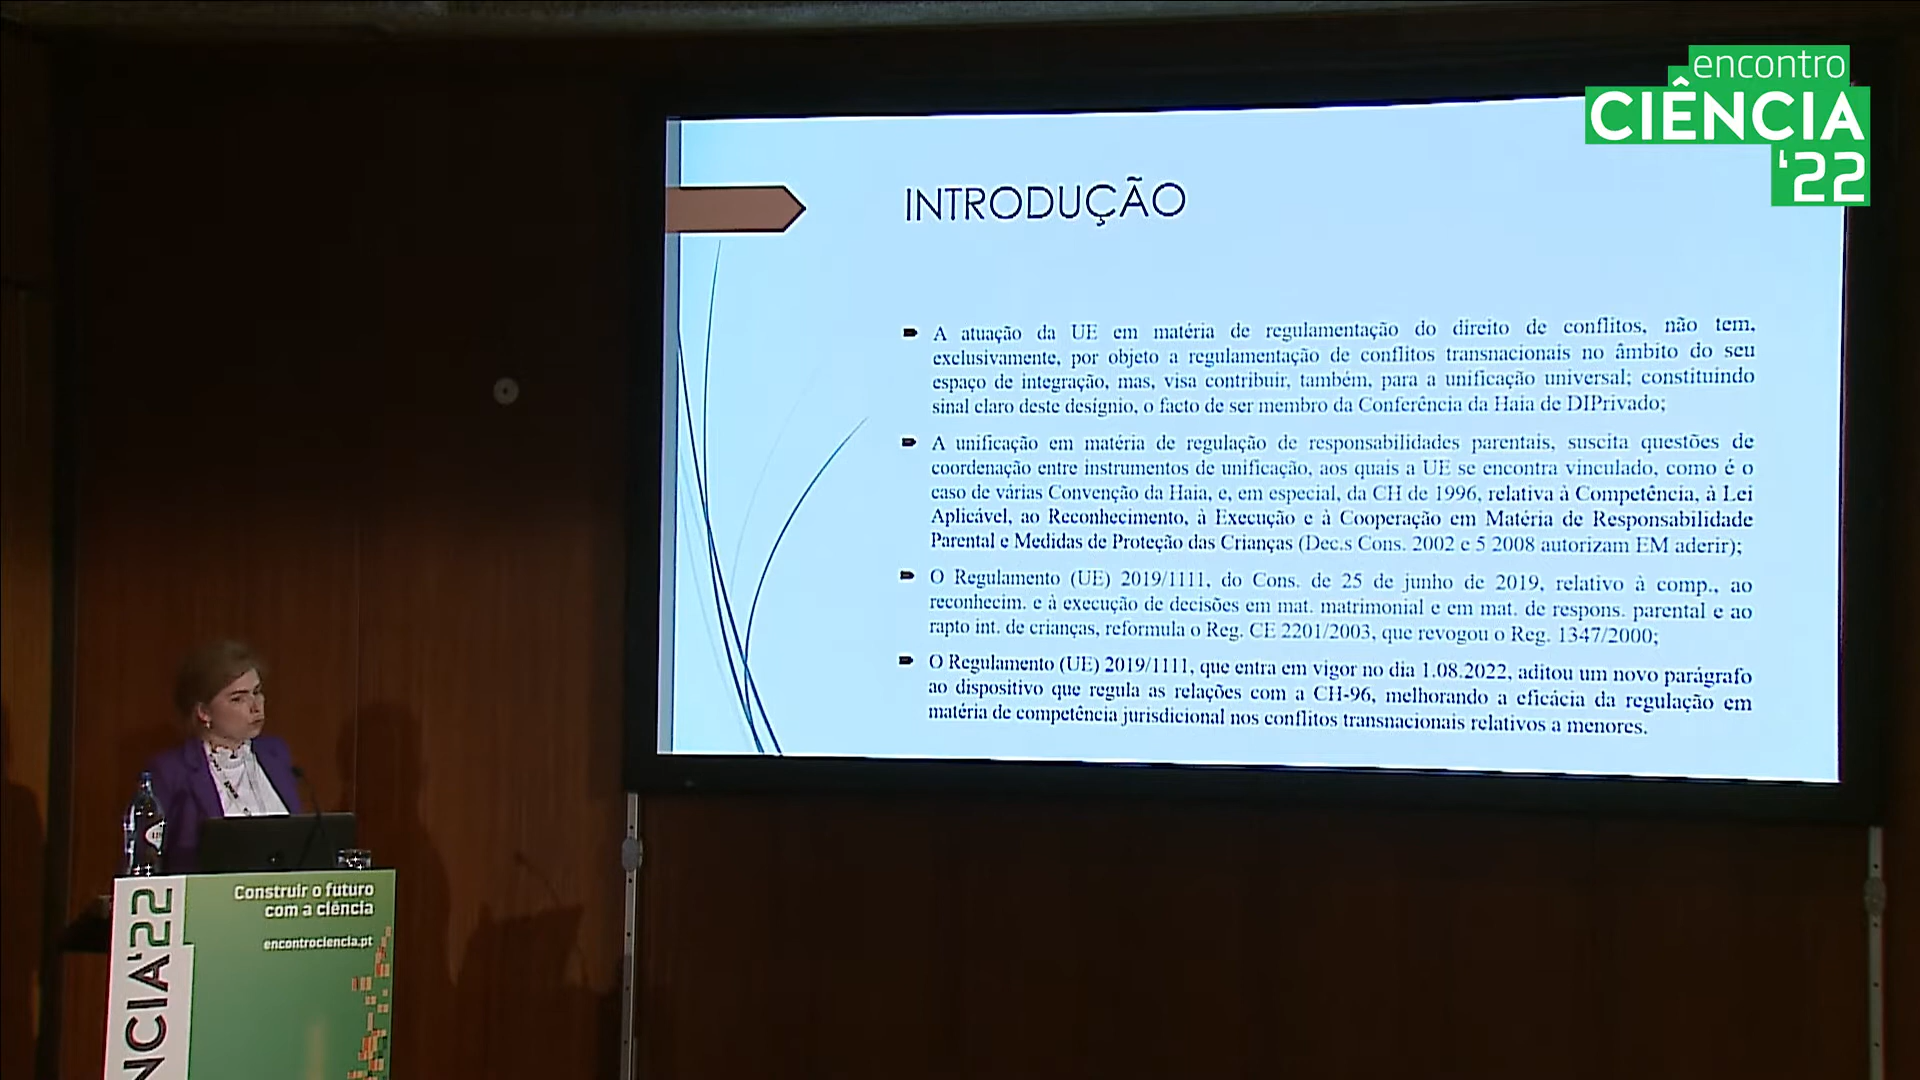 encontro
CIÊNCIA
'22
INTRODUÇÃO
A atuação da UE em matéria de regulamentação do direito de conflitos, não tem,
exclusivamente, por objeto a regulamentação de conflitos transnacionais no âmbito do seu
espaço de integração, mas, visa contribuir, também, para a unificação universal; constituindo
sinal claro deste desígnio, o facto de ser membro da Conferência da Haia de DIPrivado;
A unificação em matéria de regulação de responsabilidades parentais, suscita questões de
coordenação entre instrumentos de unificação, aos quais a UE se encontra vinculado, como é o
caso de várias Convenção da Haia, e, em especial, da CH de 1996, relativa à Competência, à Lei
Aplicável, ao Reconhecimento, à Execução e à Cooperação em Matéria de Responsabilidade
Parental e Medidas de Proteção das Crianças (Dec.s Cons. 2002 e 5 2008 autorizam EM aderir);
O Regulamento (UE) 2019/1111, do Cons. de 25 de junho de 2019, relativo à comp., ao
reconhecim. e à execução de decisões em mat. matrimonial e em mat. de respons. parental e ao
rapto int. de crianças, reformula o Reg. CE 2201/2003, que revogou o Reg. 1347/2000;
O Regulamento (UE) 2019/1111, que entra em vigor no dia 1.08.2022, aditou um novo parágrafo
ao dispositivo que regula as relações com a CH-96, melhorando a eficácia da regulação em
matéria de competência jurisdicional nos conflitos transnacionais relativos a menores.
Construir o futuro
com a ciência
encontrociencia.pt
NCIA'22